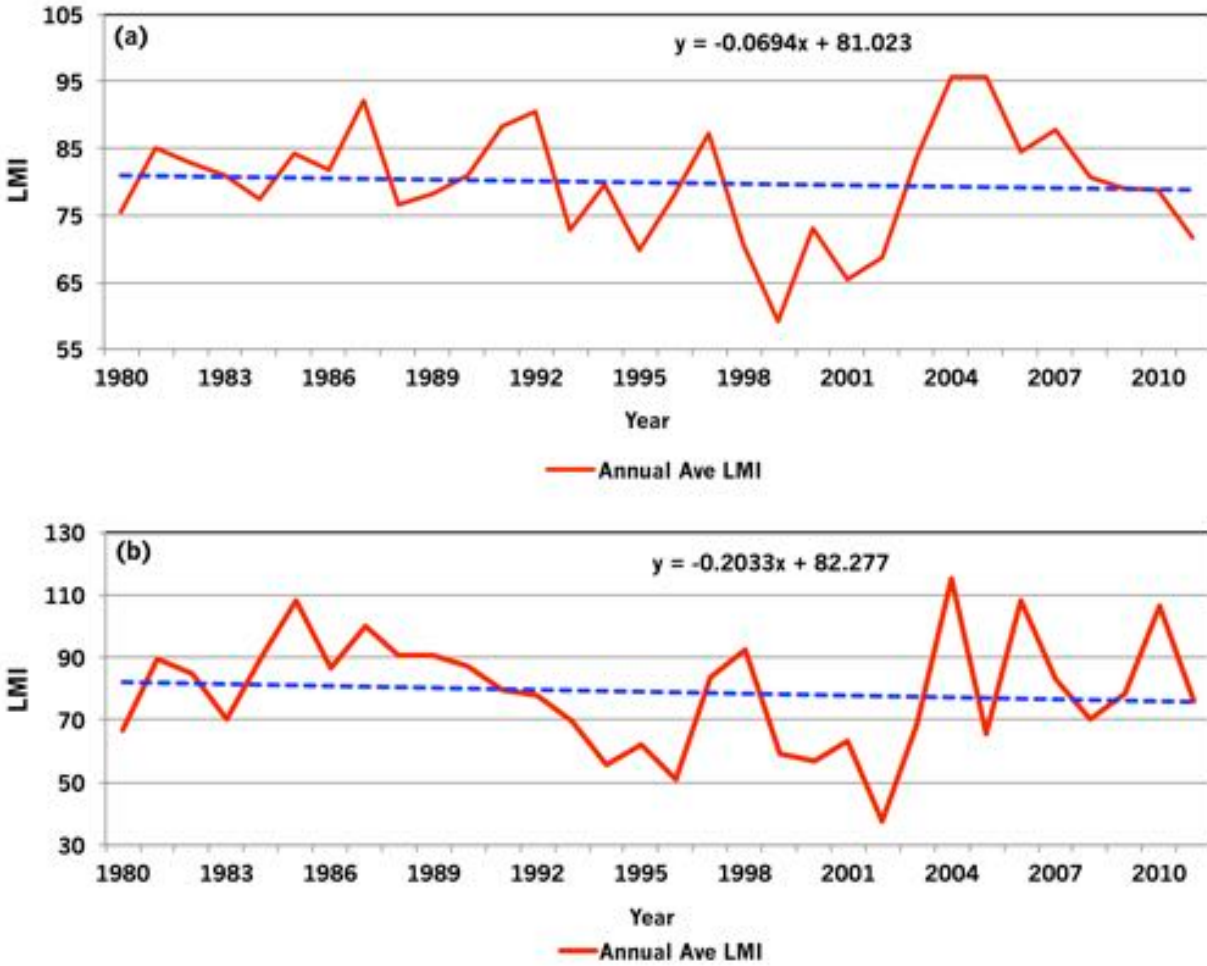 (a)
y = -0.0694x + 81.023
105
95
85
75
65
55
LMI
1980 1983 1986 1989 1992 1995 1998 2001 2004 2007 2010
Year
Annual Ave LMI
(b)
y = -0.2033x + 82.277
130
110
90
70
50
30
LMI
1980 1983 1986 1989 1992 1995 1998 2001 2004 2007 2010
Year
Annual Ave LMI